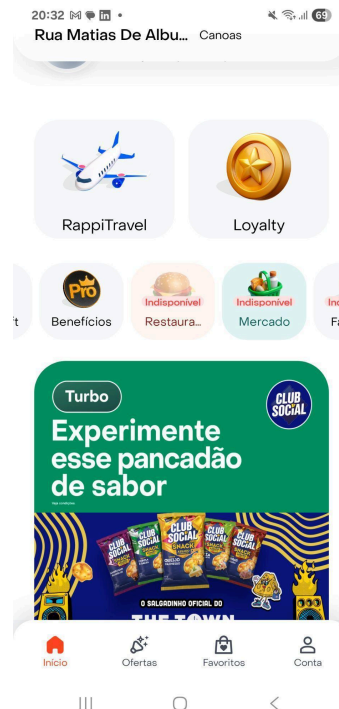 20:32
69
Rua Matias De Albu... Canoas
RappiTravel
Loyalty
Pro
Indisponível
Indisponível
Benefícios
Restaura...
Mercado
Turbo
CLUB SOCIAL
Experimente
esse pancadão
de sabor
CLUB SOCIAL
CLUB SOCIAL
CLUB SOCIAL
SNACK
O SALGADINHO OFICIAL DO
THE TOWN
Início
Ofertas
Favoritos
Conta